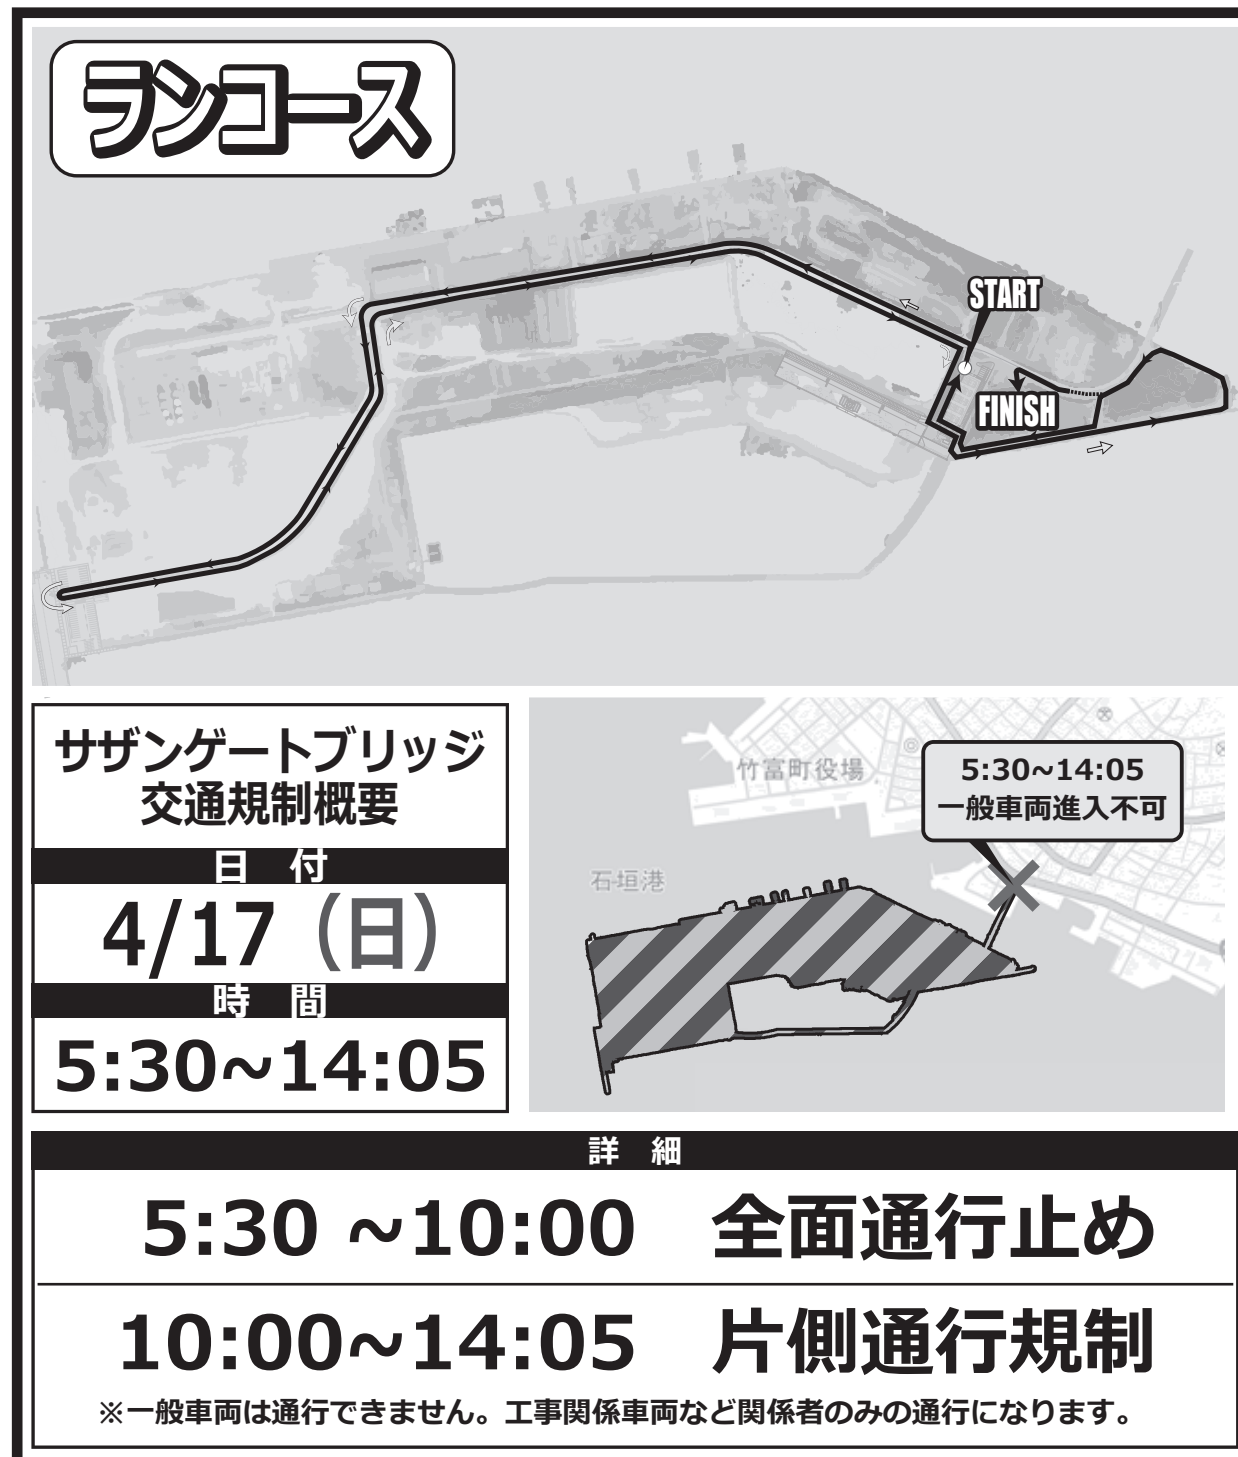 ランコース
START
FINISH
サザンゲートブリッジ
交通規制概要
日 付
4/17（日）
時 間
5:30~14:05
竹富町役場
5:30~14:05
一般車両進入不可
石垣港
詳 細
5:30 ~10:00 全面通行止め
10:00~14:05 片側通行規制
※一般車両は通行できません。工事関係車両など関係者のみの通行になります。